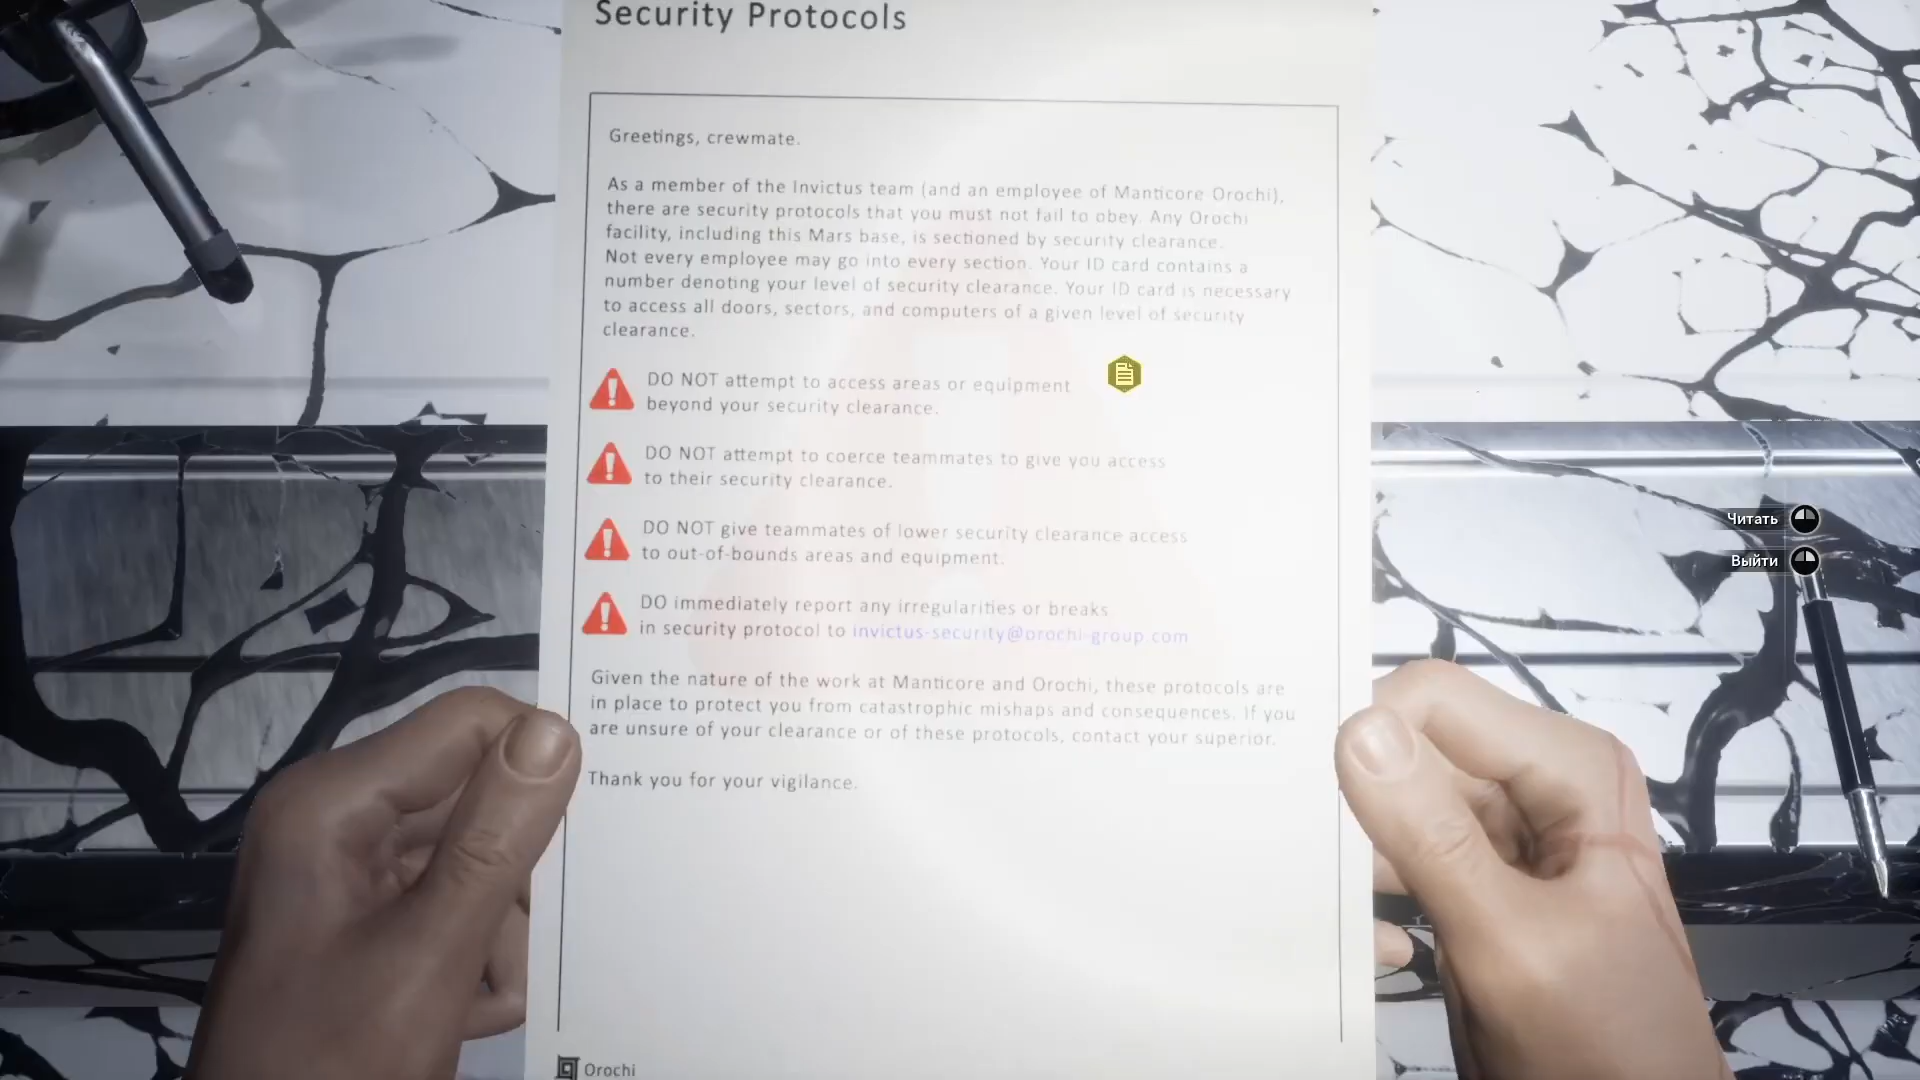 Security Protocols
Greetings, crewmate.
As a member of the Invictus team (and an employee of Manticore Orochi),
there are security protocols that you must not fail to obey. Any Orochi
facility, including this Mars base, is sectioned by security clearance.
Not every employee may go into every section. Your ID card contains a
number denoting your level of security clearance. Your ID card is necessary
to access all doors, sectors, and computers of a given level of security
clearance.
DO NOT attempt to access areas or equipment
beyond your security clearance.
DO NOT attempt to coerce teammates to give you access
to their security clearance.
DO NOT give teammates of lower security clearance access
to out-of-bounds areas and equipment.
DO immediately report any irregularities or breaks
in security protocol to invictus-security@orochi-group.com
Given the nature of the work at Manticore and Orochi, these protocols are
in place to protect you from catastrophic mishaps and consequences. If you
are unsure of your clearance or of these protocols, contact your superior.
Thank you for your vigilance.
Orochi
Читать
Выйти